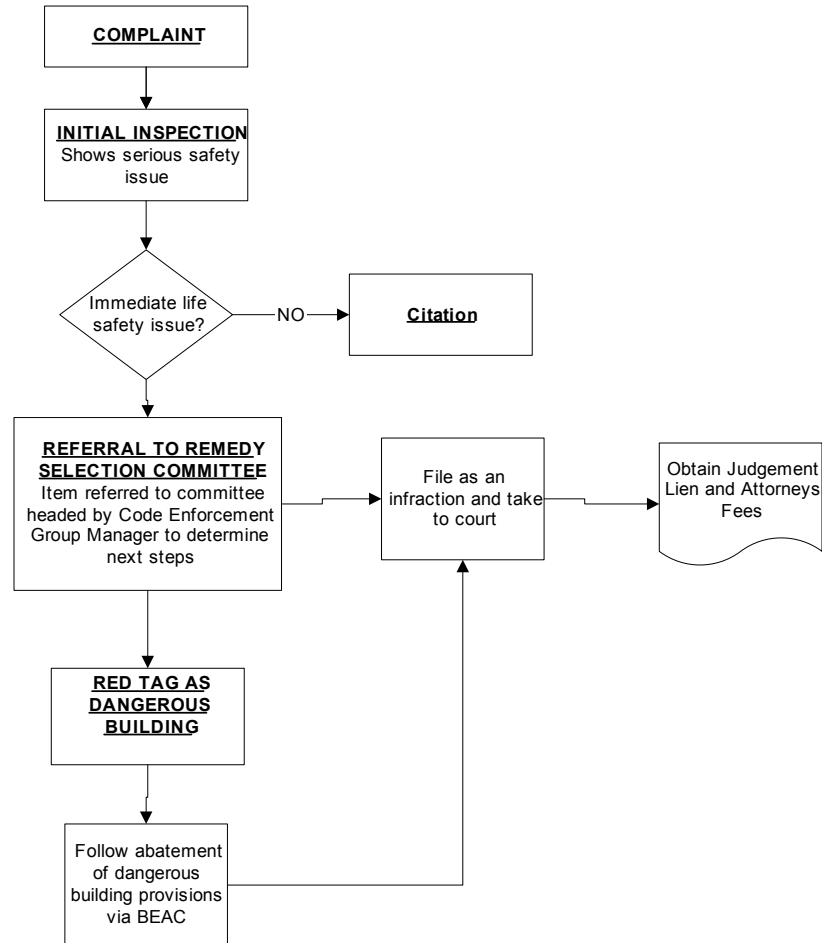 COMPLAINT
INITIAL INSPECTION
Shows serious safety
issue
Immediate life
safety issue?
NO
Citation
REFERRAL TO REMEDY
SELECTION COMMITTEE
Item referred to committee
headed by Code Enforcement
Group Manager to determine
next steps
File as an
infraction and take
to court
Obtain Judgement
Lien and Attorneys
Fees
RED TAG AS
DANGEROUS
BUILDING
Follow abatement
of dangerous
building provisions
via BEAC